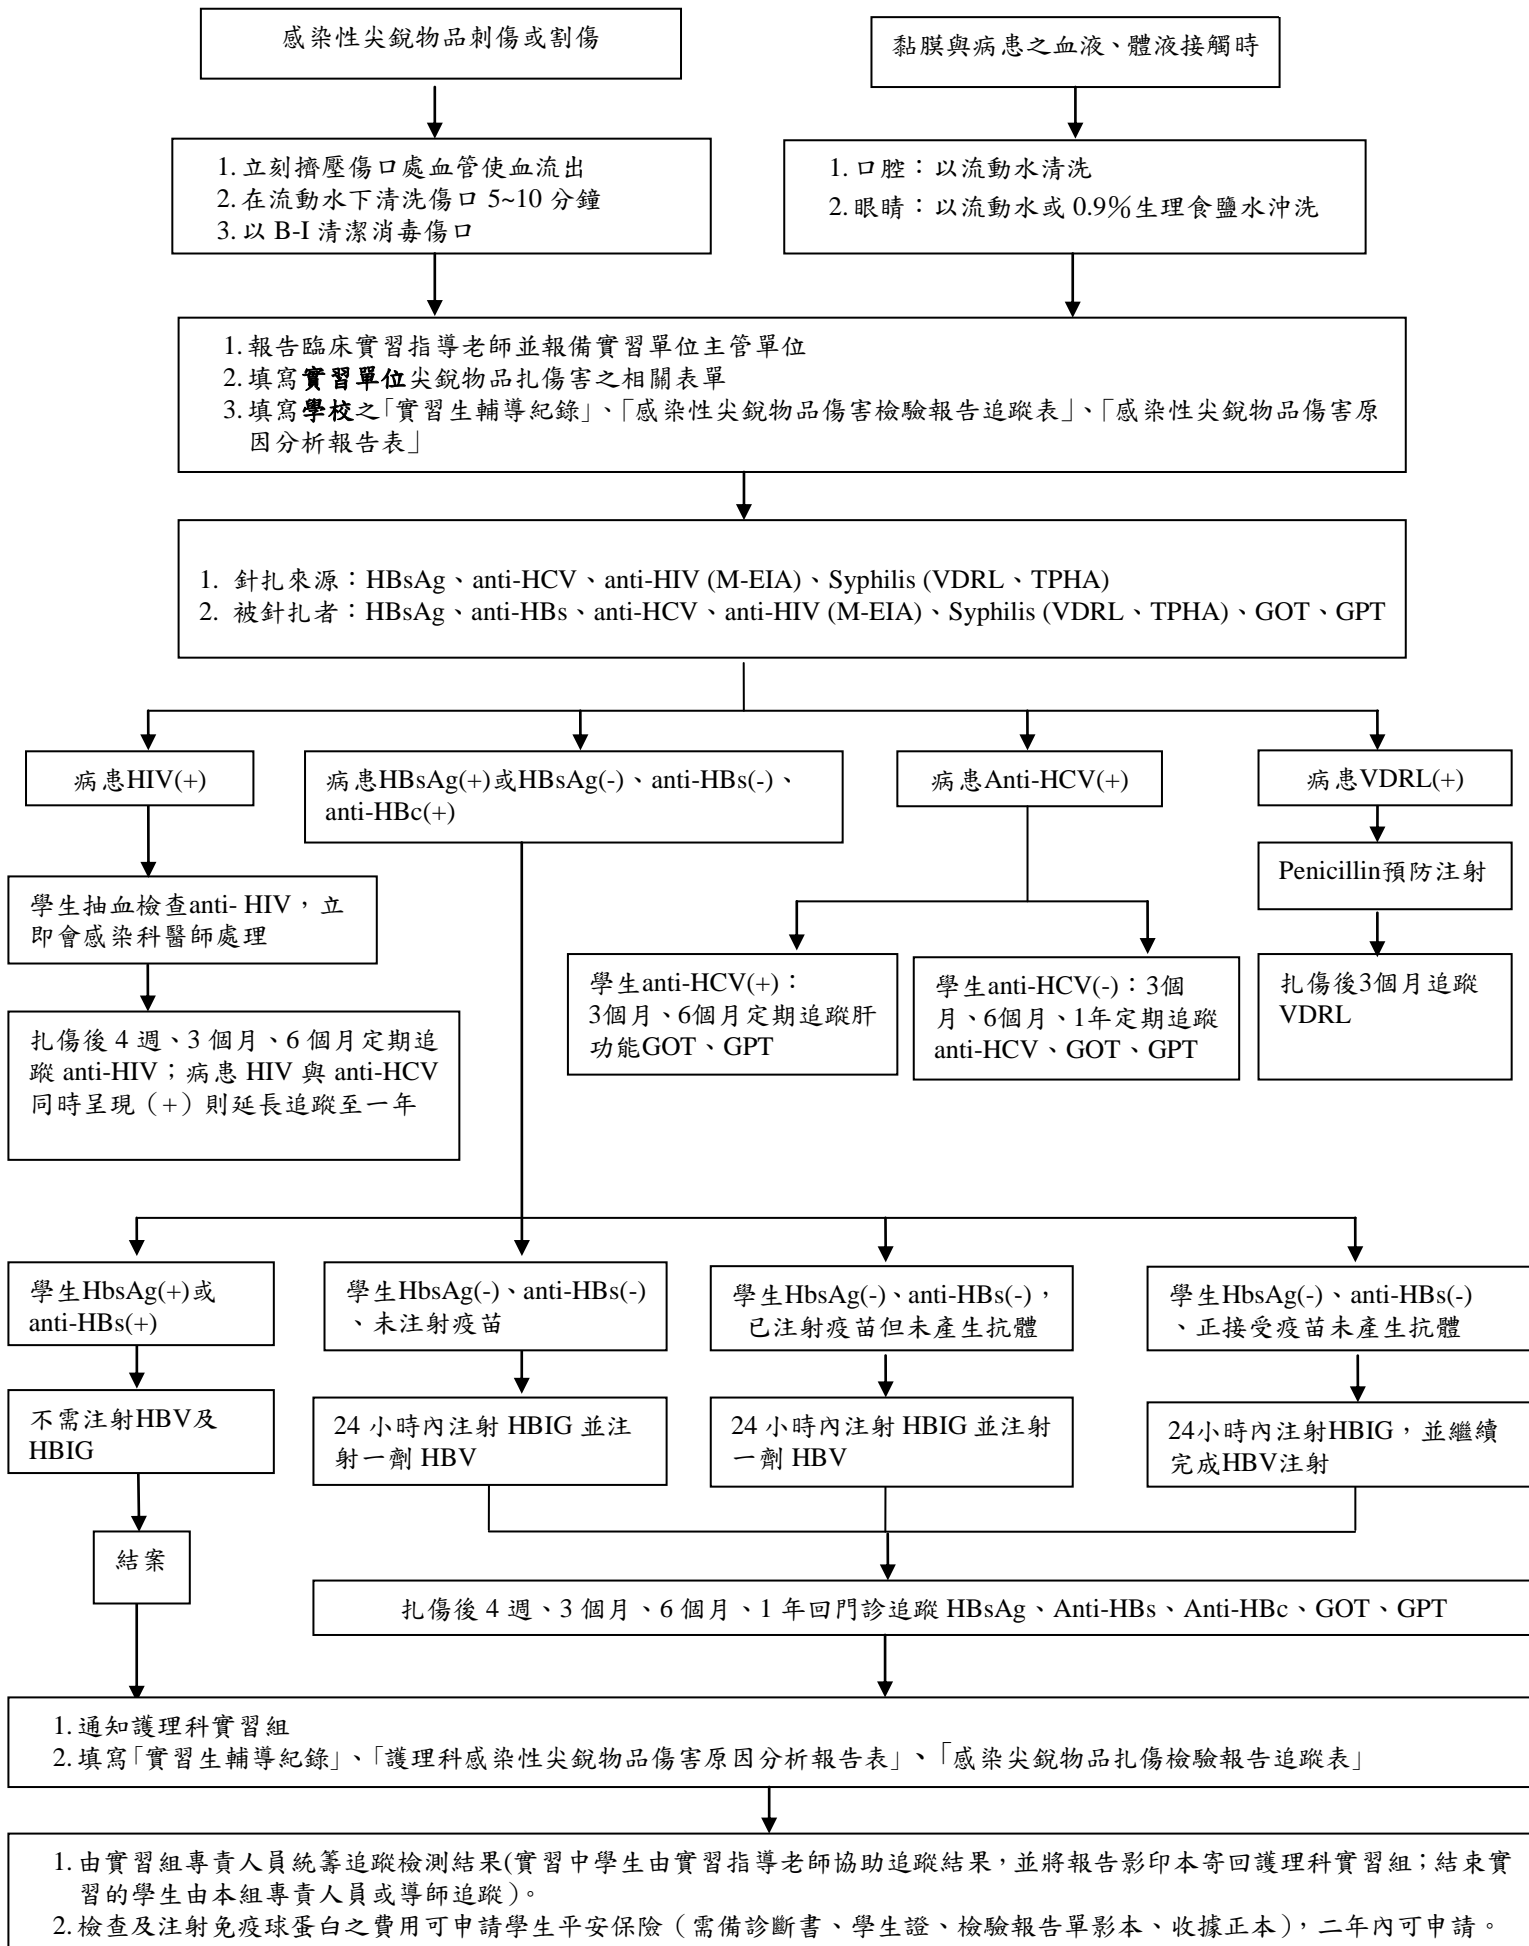 感染性尖銳物品刺傷或割傷
黏膜與病患之血液、體液接觸時
1. 立刻擠壓傷口處血管使血流出
2. 在流動水下清洗傷口 5~10 分鐘
3. 以 B-I 清潔消毒傷口
1. 口腔：以流動水清洗
2. 眼睛：以流動水或 0.9％生理食鹽水沖洗
1. 報告臨床實習指導老師並報備實習單位主管單位
2. 填寫實習單位尖銳物品扎傷害之相關表單
3. 填寫學校之「實習生輔導紀錄」、「感染性尖銳物品傷害檢驗報告追蹤表」、「感染性尖銳物品傷害原
因分析報告表」
1. 針扎來源：HBsAg、anti-HCV、anti-HIV (M-EIA)、Syphilis (VDRL、TPHA)
2. 被針扎者：HBsAg、anti-HBs、anti-HCV、anti-HIV (M-EIA)、Syphilis (VDRL、TPHA)、GOT、GPT
病患HIV(+)
病患HBsAg(+)或HBsAg(-)、anti-HBs(-)、
anti-HBc(+)
病患Anti-HCV(+)
病患VDRL(+)
學生抽血檢查anti- HIV，立
即會感染科醫師處理
Penicillin預防注射
學生anti-HCV(+)：
3個月、6個月定期追蹤肝
功能GOT、GPT
學生anti-HCV(-)：3個
月、6個月、1年定期追蹤
anti-HCV、GOT、GPT
扎傷後3個月追蹤
VDRL
扎傷後 4 週、3 個月、6 個月定期追
蹤 anti-HIV；病患 HIV 與 anti-HCV
同時呈現（+）則延長追蹤至一年
學生HbsAg(+)或
anti-HBs(+)
學生HbsAg(-)、anti-HBs(-)
、未注射疫苗
學生HbsAg(-)、anti-HBs(-)，
已注射疫苗但未產生抗體
學生HbsAg(-)、anti-HBs(-)
、正接受疫苗未產生抗體
不需注射HBV及
HBIG
24 小時內注射 HBIG 並注
射一劑 HBV
24 小時內注射 HBIG 並注射
一劑 HBV
24小時內注射HBIG，並繼續
完成HBV注射
結案
扎傷後 4 週、3 個月、6 個月、1 年回門診追蹤 HBsAg、Anti-HBs、Anti-HBc、GOT、GPT
1. 通知護理科實習組
2. 填寫「實習生輔導紀錄」、「護理科感染性尖銳物品傷害原因分析報告表」、「感染尖銳物品扎傷檢驗報告追蹤表」
1. 由實習組專責人員統籌追蹤檢測結果(實習中學生由實習指導老師協助追蹤結果，並將報告影印本寄回護理科實習組；結束實
習的學生由本組專責人員或導師追蹤)。
2. 檢查及注射免疫球蛋白之費用可申請學生平安保險（需備診斷書、學生證、檢驗報告單影本、收據正本），二年內可申請。